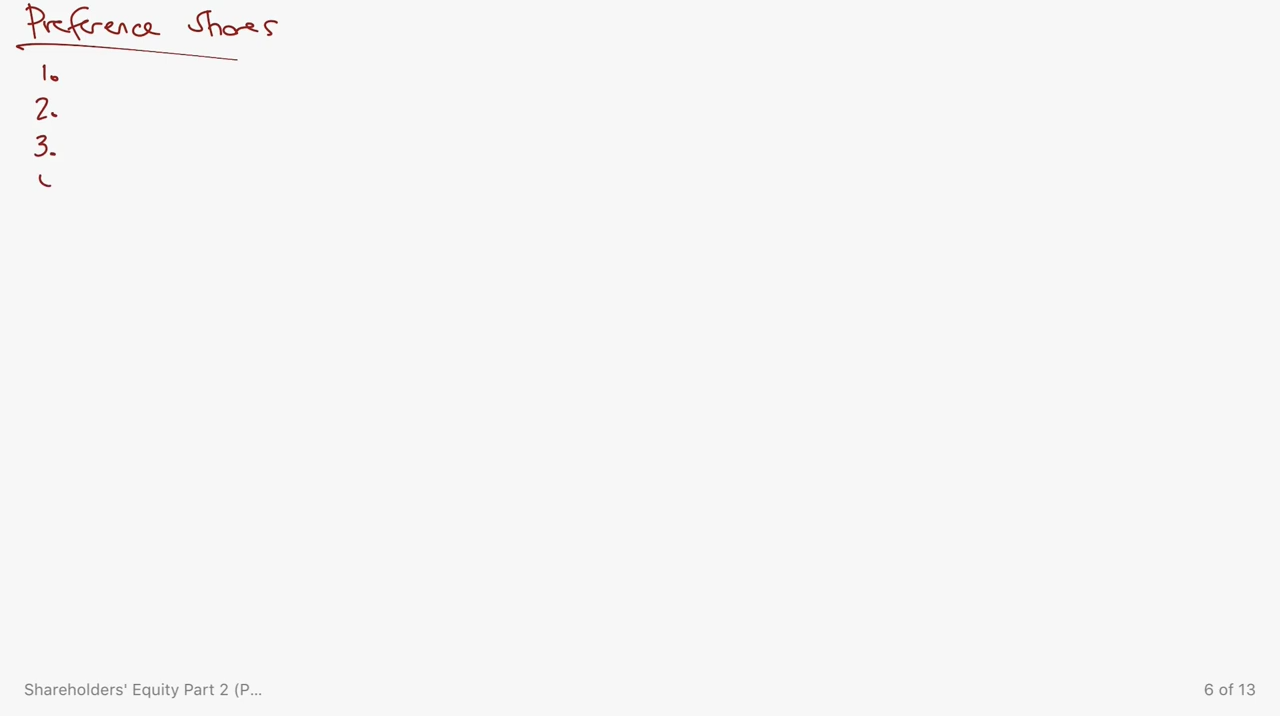 Preference Shares
1.
2.
3.
Shareholders' Equity Part 2 (P...
6 of 13